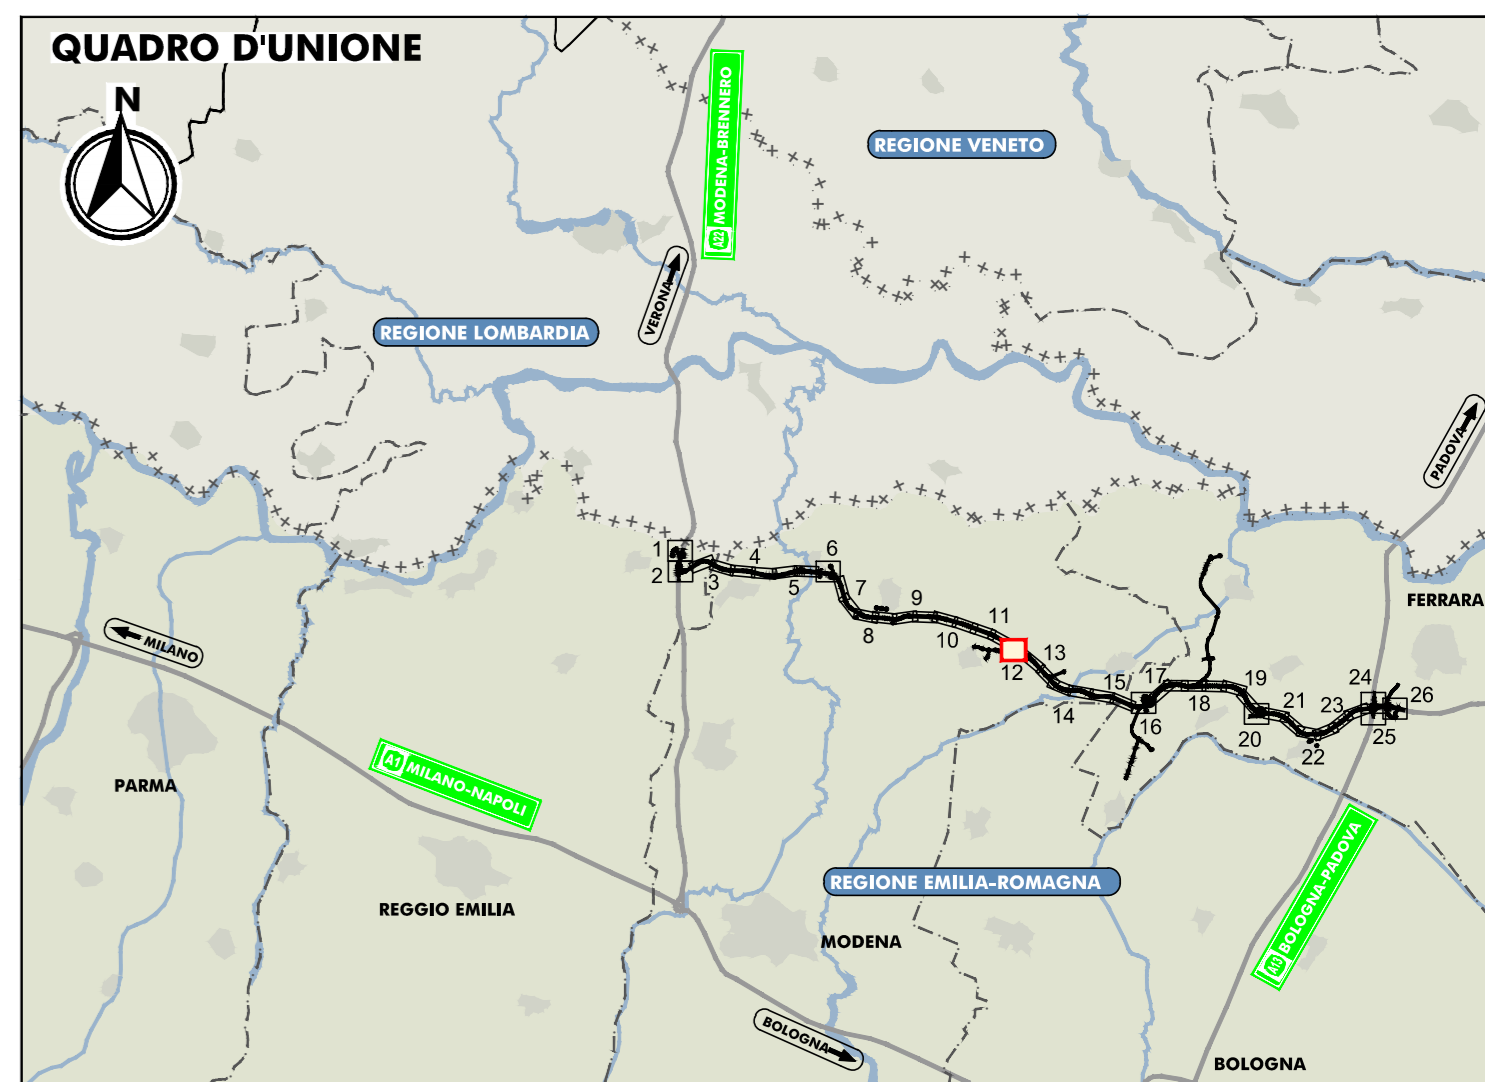 QUADRO D'UNIONE
N
A22 MODENA-BRENNERO
REGIONE VENETO
VERONA
REGIONE LOMBARDIA
PADOVA
1
2
3
4
5
6
7
8
9
10
11
12
13
14
15
16
17
18
19
20
21
22
23
24
25
26
FERRARA
MILANO
PARMA
A1 MILANO-NAPOLI
REGIONE EMILIA-ROMAGNA
A13 BOLOGNA-PADOVA
REGGIO EMILIA
MODENA
BOLOGNA
BOLOGNA